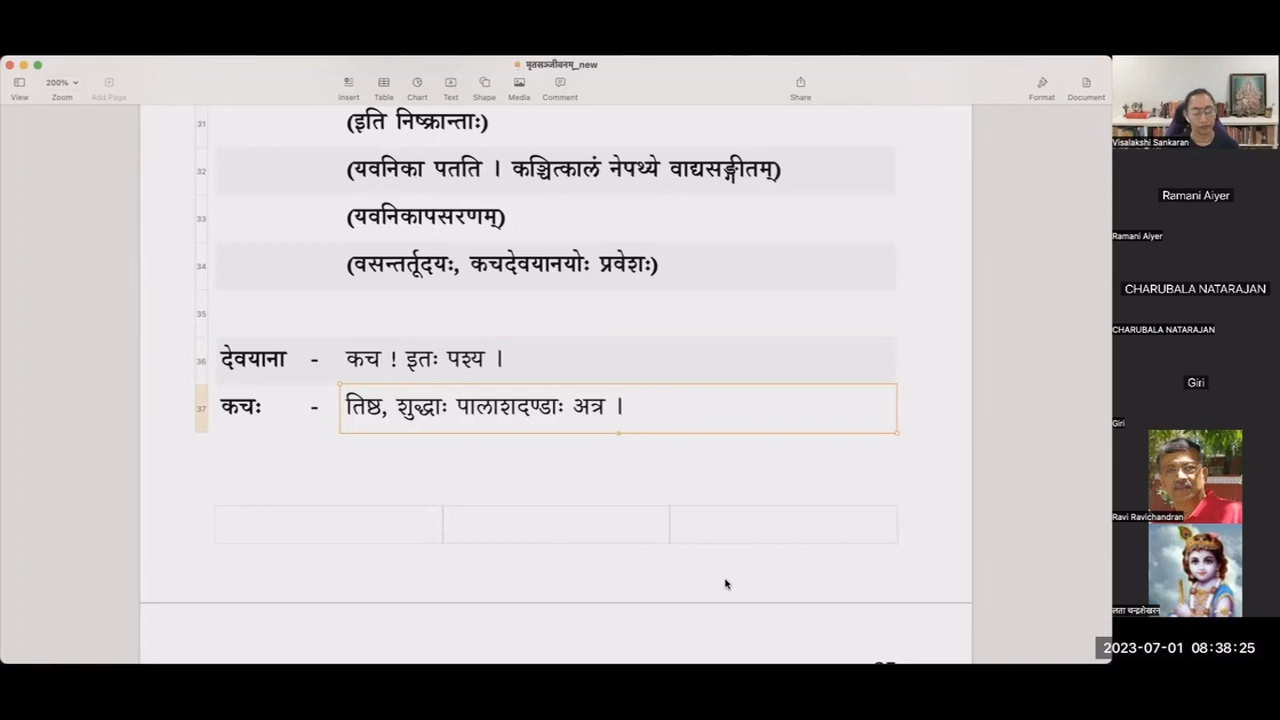 मृतसञ्जीवनम्_new
View
200%
Zoom
Add Page
Insert
Table
Chart
Text
Shape
Media
Comment
Share
Format
Document
31 (इति निष्क्रान्ताः)
32 (यवनिका पतति । कञ्चित्कालं नेपथ्ये वाद्यसङ्गीतम्)
33 (यवनिकापसरणम्)
34 (वसन्तर्तूदयः, कचदेवयानयोः प्रवेशः)
35
36 देवयाना - कच ! इतः पश्य ।
37 कचः - तिष्ठ, शुद्धाः पालाशदण्डाः अत्र ।
Visalakshi Sankaran
Ramani Aiyer
Ramani Aiyer
CHARUBALA NATARAJAN
CHARUBALA NATARAJAN
Giri
Giri
Ravi Ravichandran
लता चन्द्रशेखरन
2023-07-01 08:38:25